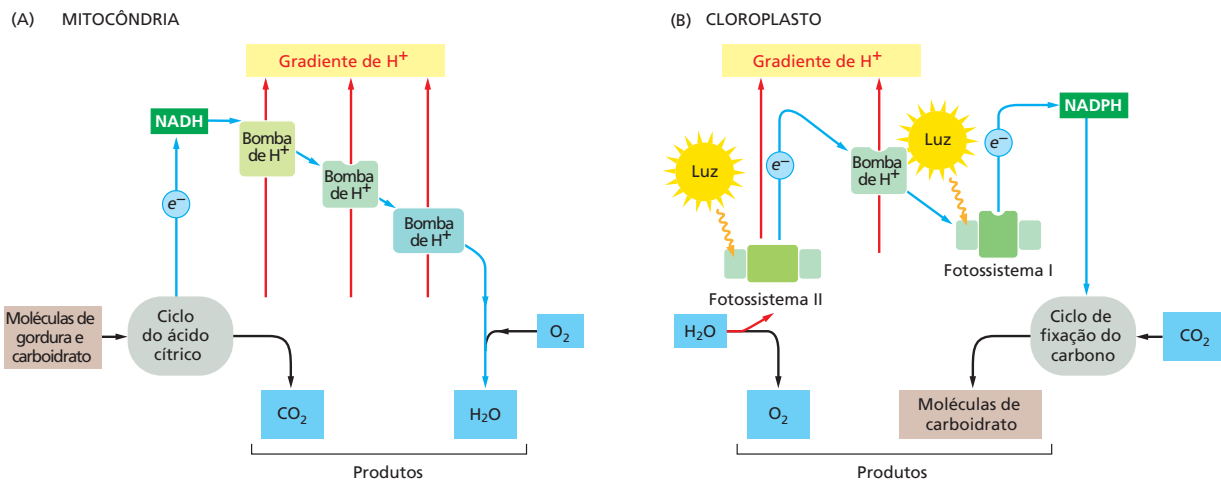 (A) MITOCÔNDRIA
Gradiente de H+
NADH
Bomba
de H+
Bomba
de H+
Bomba
de H+
e–
Moléculas de
gordura e
carboidrato
Ciclo
do ácido
cítrico
O2
CO2
H2O
Produtos
(B) CLOROPLASTO
Gradiente de H+
NADPH
Luz
e–
Bomba
de H+
Luz
e–
Fotossistema I
Fotossistema II
H2O
Ciclo de
fixação do
carbono
CO2
O2
Moléculas de
carboidrato
Produtos